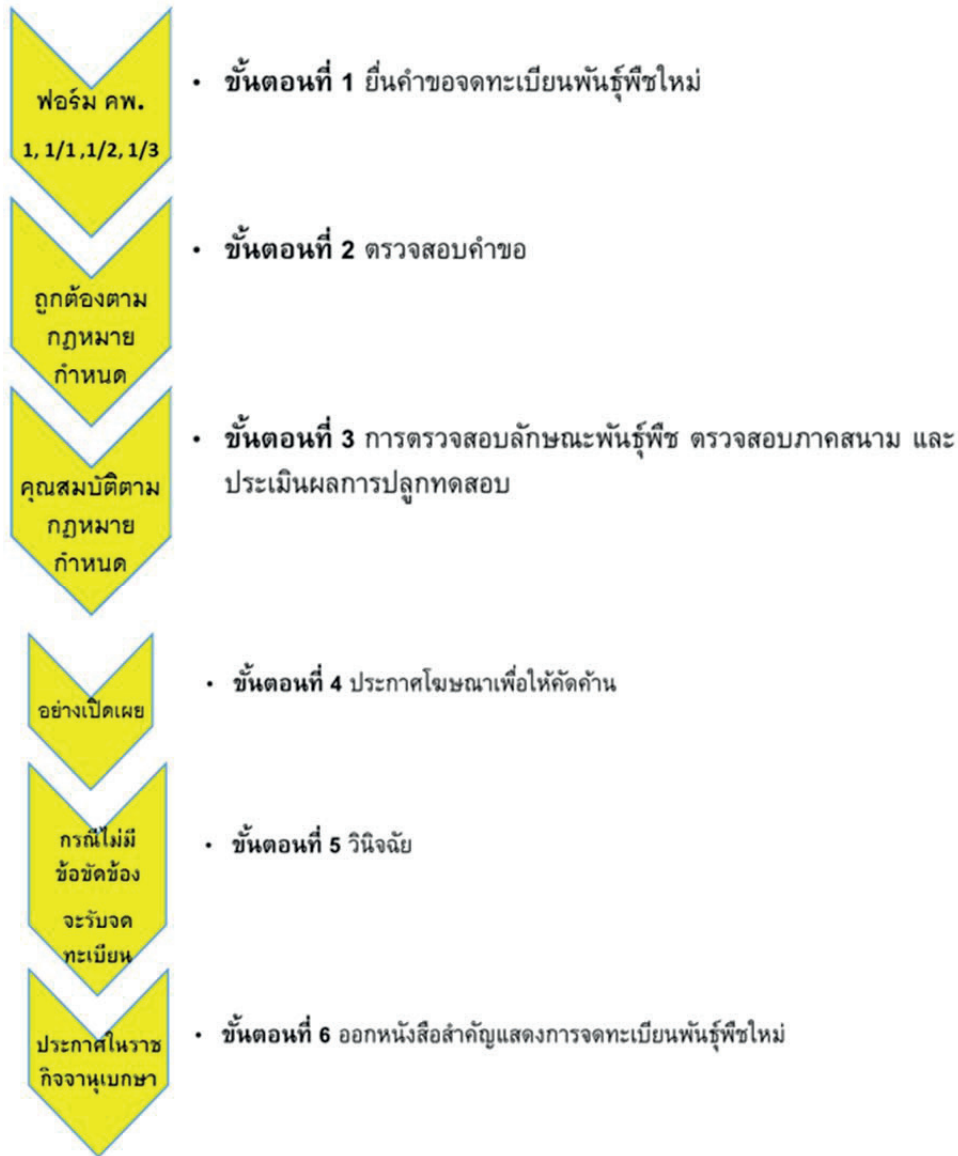 ฟอร์ม คพ.
1, 1/1 ,1/2, 1/3
• ขั้นตอนที่ 1 ยื่นคำขอจดทะเบียนพันธุ์พืชใหม่
ถูกต้องตาม
กฎหมาย
กำหนด
• ขั้นตอนที่ 2 ตรวจสอบคำขอ
คุณสมบัติตาม
กฎหมาย
กำหนด
• ขั้นตอนที่ 3 การตรวจสอบลักษณะพันธุ์พืช ตรวจสอบภาคสนาม และ
ประเมินผลการปลูกทดสอบ
อย่างเปิดเผย
• ขั้นตอนที่ 4 ประกาศโฆษณาเพื่อให้คัดค้าน
กรณีไม่มี
ข้อขัดข้อง
จะรับจด
ทะเบียน
• ขั้นตอนที่ 5 วินิจฉัย
ประกาศในราช
กิจจานุเบกษา
• ขั้นตอนที่ 6 ออกหนังสือสำคัญแสดงการจดทะเบียนพันธุ์พืชใหม่